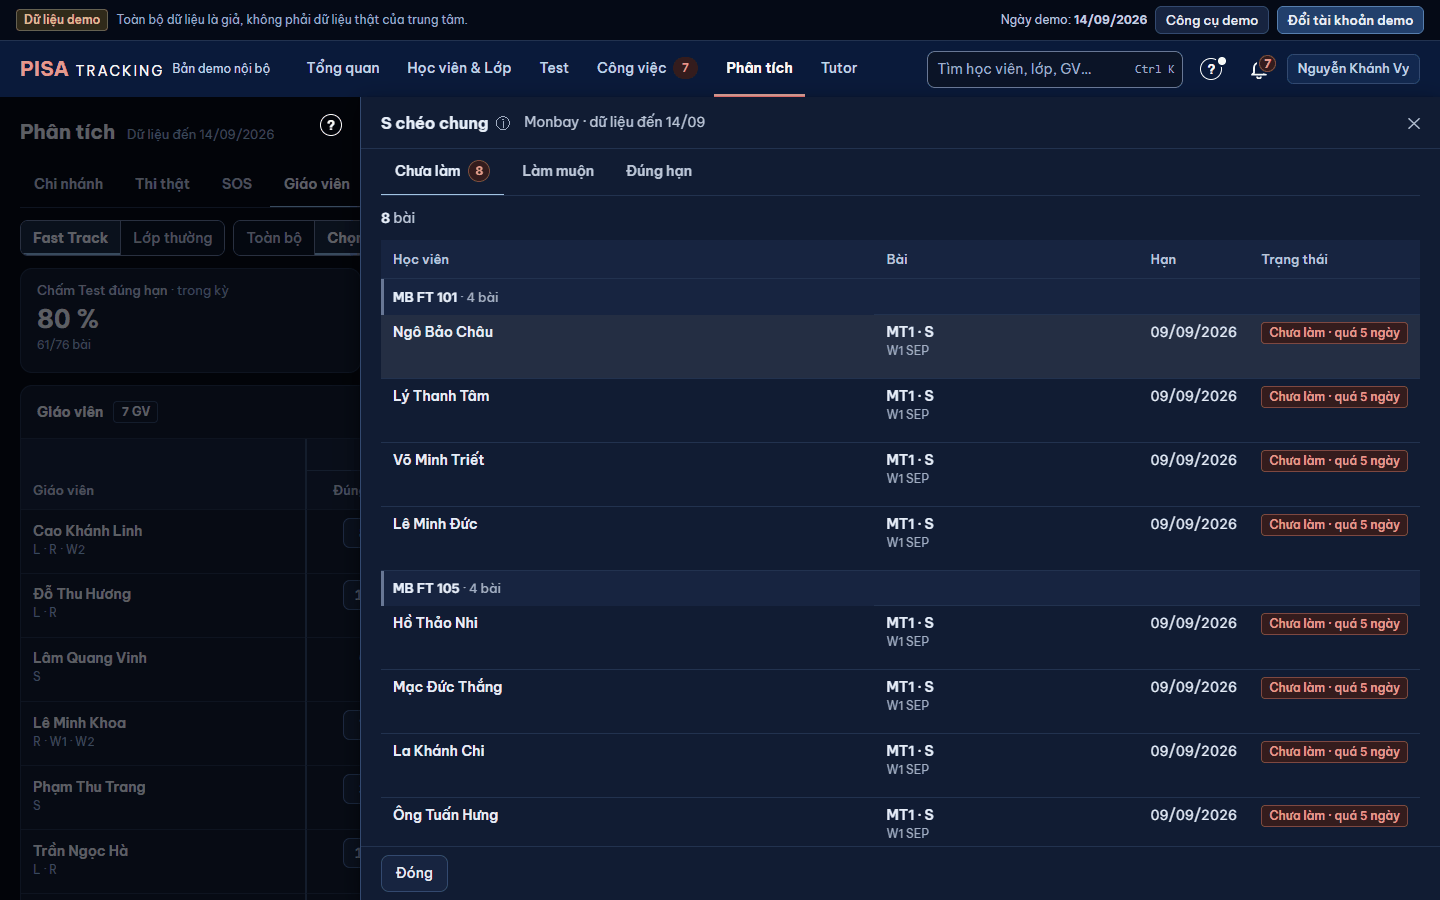 Dữ liệu demo Toàn bộ dữ liệu là giả, không phải dữ liệu thật của trung tâm. Ngày demo: 14/09/2026 Công cụ demo Đổi tài khoản demo
PISA TRACKING Bản demo nội bộ Tổng quan Học viên & Lớp Test Công việc 7 Phân tích Tutor Tìm học viên, lớp, GV... Ctrl K ? 7 Nguyễn Khánh Vy
Phân tích Dữ liệu đến 14/09/2026 ?
Chi nhánh Thi thật SOS Giáo viên
Fast Track Lớp thường Toàn bộ
Chấm Test đúng hạn · trong kỳ
80 %
61/76 bài
Giáo viên 7 GV
Giáo viên
Cao Khánh Linh
L · R · W2
Đỗ Thu Hương
L · R
Lâm Quang Vinh
S
Lê Minh Khoa
R · W1 · W2
Phạm Thu Trang
S
Trần Ngọc Hà
L · R
S chéo chung Monbay · dữ liệu đến 14/09
Chưa làm 8 Làm muộn Đúng hạn
8 bài
Học viên Bài Hạn Trạng thái
MB FT 101 · 4 bài
Ngô Bảo Châu MT1 · S 09/09/2026 Chưa làm · quá 5 ngày
W1 SEP
Lý Thanh Tâm MT1 · S 09/09/2026 Chưa làm · quá 5 ngày
W1 SEP
Võ Minh Triết MT1 · S 09/09/2026 Chưa làm · quá 5 ngày
W1 SEP
Lê Minh Đức MT1 · S 09/09/2026 Chưa làm · quá 5 ngày
W1 SEP
MB FT 105 · 4 bài
Hồ Thảo Nhi MT1 · S 09/09/2026 Chưa làm · quá 5 ngày
W1 SEP
Mạc Đức Thắng MT1 · S 09/09/2026 Chưa làm · quá 5 ngày
W1 SEP
La Khánh Chi MT1 · S 09/09/2026 Chưa làm · quá 5 ngày
W1 SEP
Ông Tuấn Hưng MT1 · S 09/09/2026 Chưa làm · quá 5 ngày
W1 SEP
Đóng